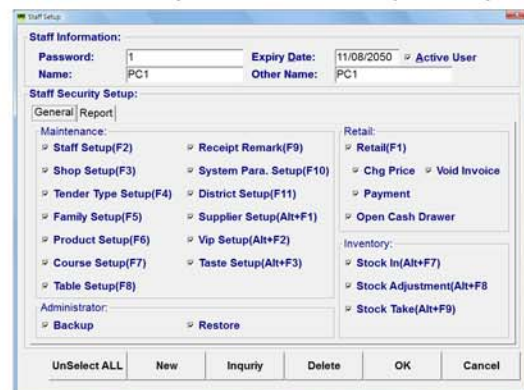 Staff Setup
Staff Information:
Password: 1 Expiry Date: 11/08/2050 Active User
Name: PC1 Other Name: PC1
Staff Security Setup:
General Report
Maintenance:
Staff Setup(F2) Receipt Remark(F9)
Shop Setup(F3) System Para. Setup(F10)
Tender Type Setup(F4) District Setup(F11)
Family Setup(F5) Supplier Setup(Alt+F1)
Product Setup(F6) Vip Setup(Alt+F2)
Course Setup(F7) Taste Setup(Alt+F3)
Table Setup(F8)
Administrator:
Backup Restore
Retail:
Retail(F1)
Chg Price Void Invoice
Payment
Open Cash Drawer
Inventory:
Stock In(Alt+F7)
Stock Adjustment(Alt+F8
Stock Take(Alt+F9)
UnSelect ALL New Inquriy Delete OK Cancel